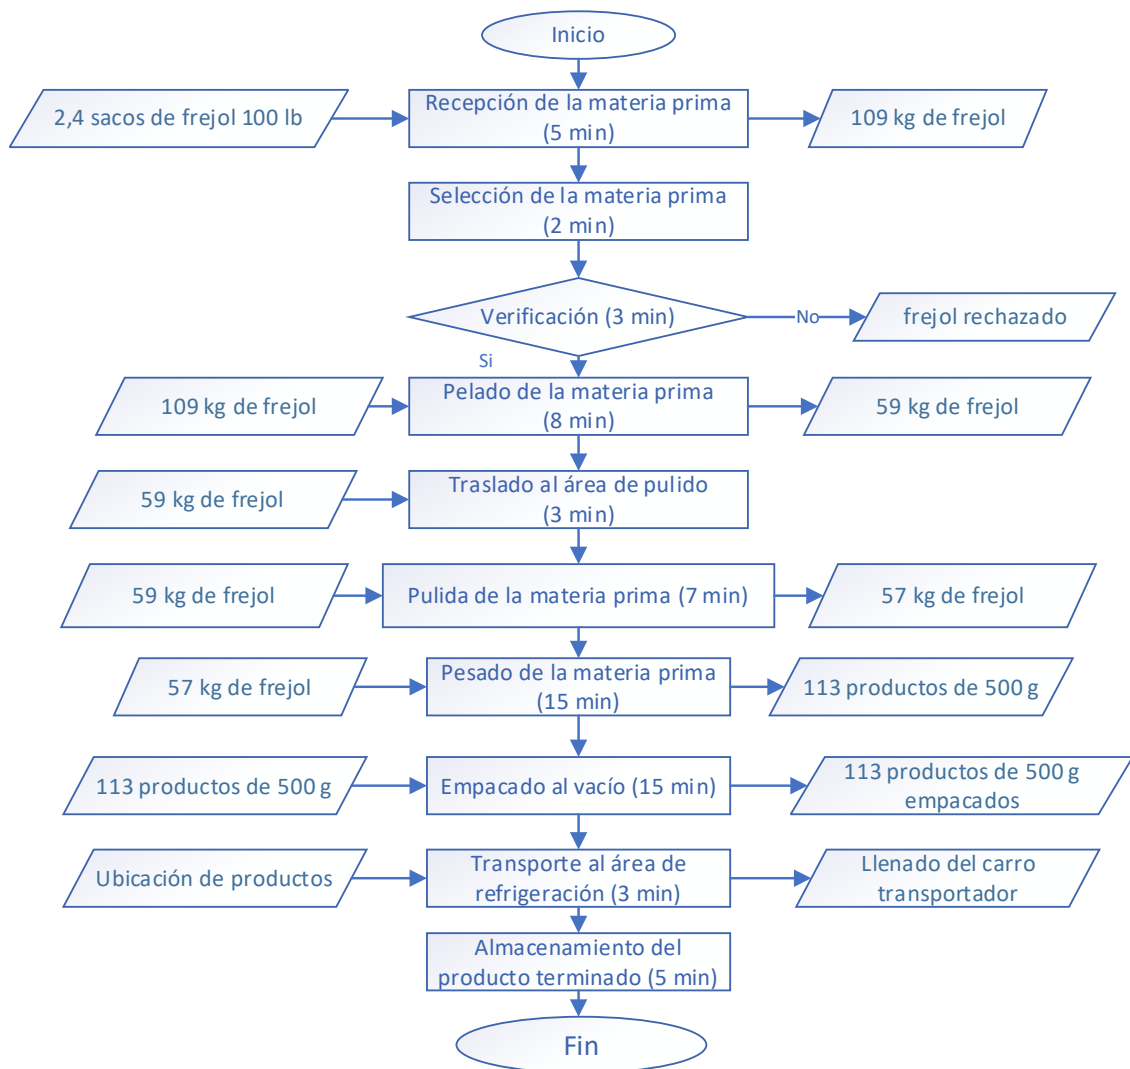 Inicio
2,4 sacos de frejol 100 lb
Recepción de la materia prima
(5 min)
109 kg de frejol
Selección de la materia prima
(2 min)
Verificación (3 min)
No
frejol rechazado
Si
109 kg de frejol
Pelado de la materia prima
(8 min)
59 kg de frejol
59 kg de frejol
Traslado al área de pulido
(3 min)
59 kg de frejol
Pulida de la materia prima (7 min)
57 kg de frejol
57 kg de frejol
Pesado de la materia prima
(15 min)
113 productos de 500 g
113 productos de 500 g
Empacado al vacío (15 min)
113 productos de 500 g
empacados
Ubicación de productos
Transporte al área de
refrigeración (3 min)
Llenado del carro
transportador
Almacenamiento del
producto terminado (5 min)
Fin